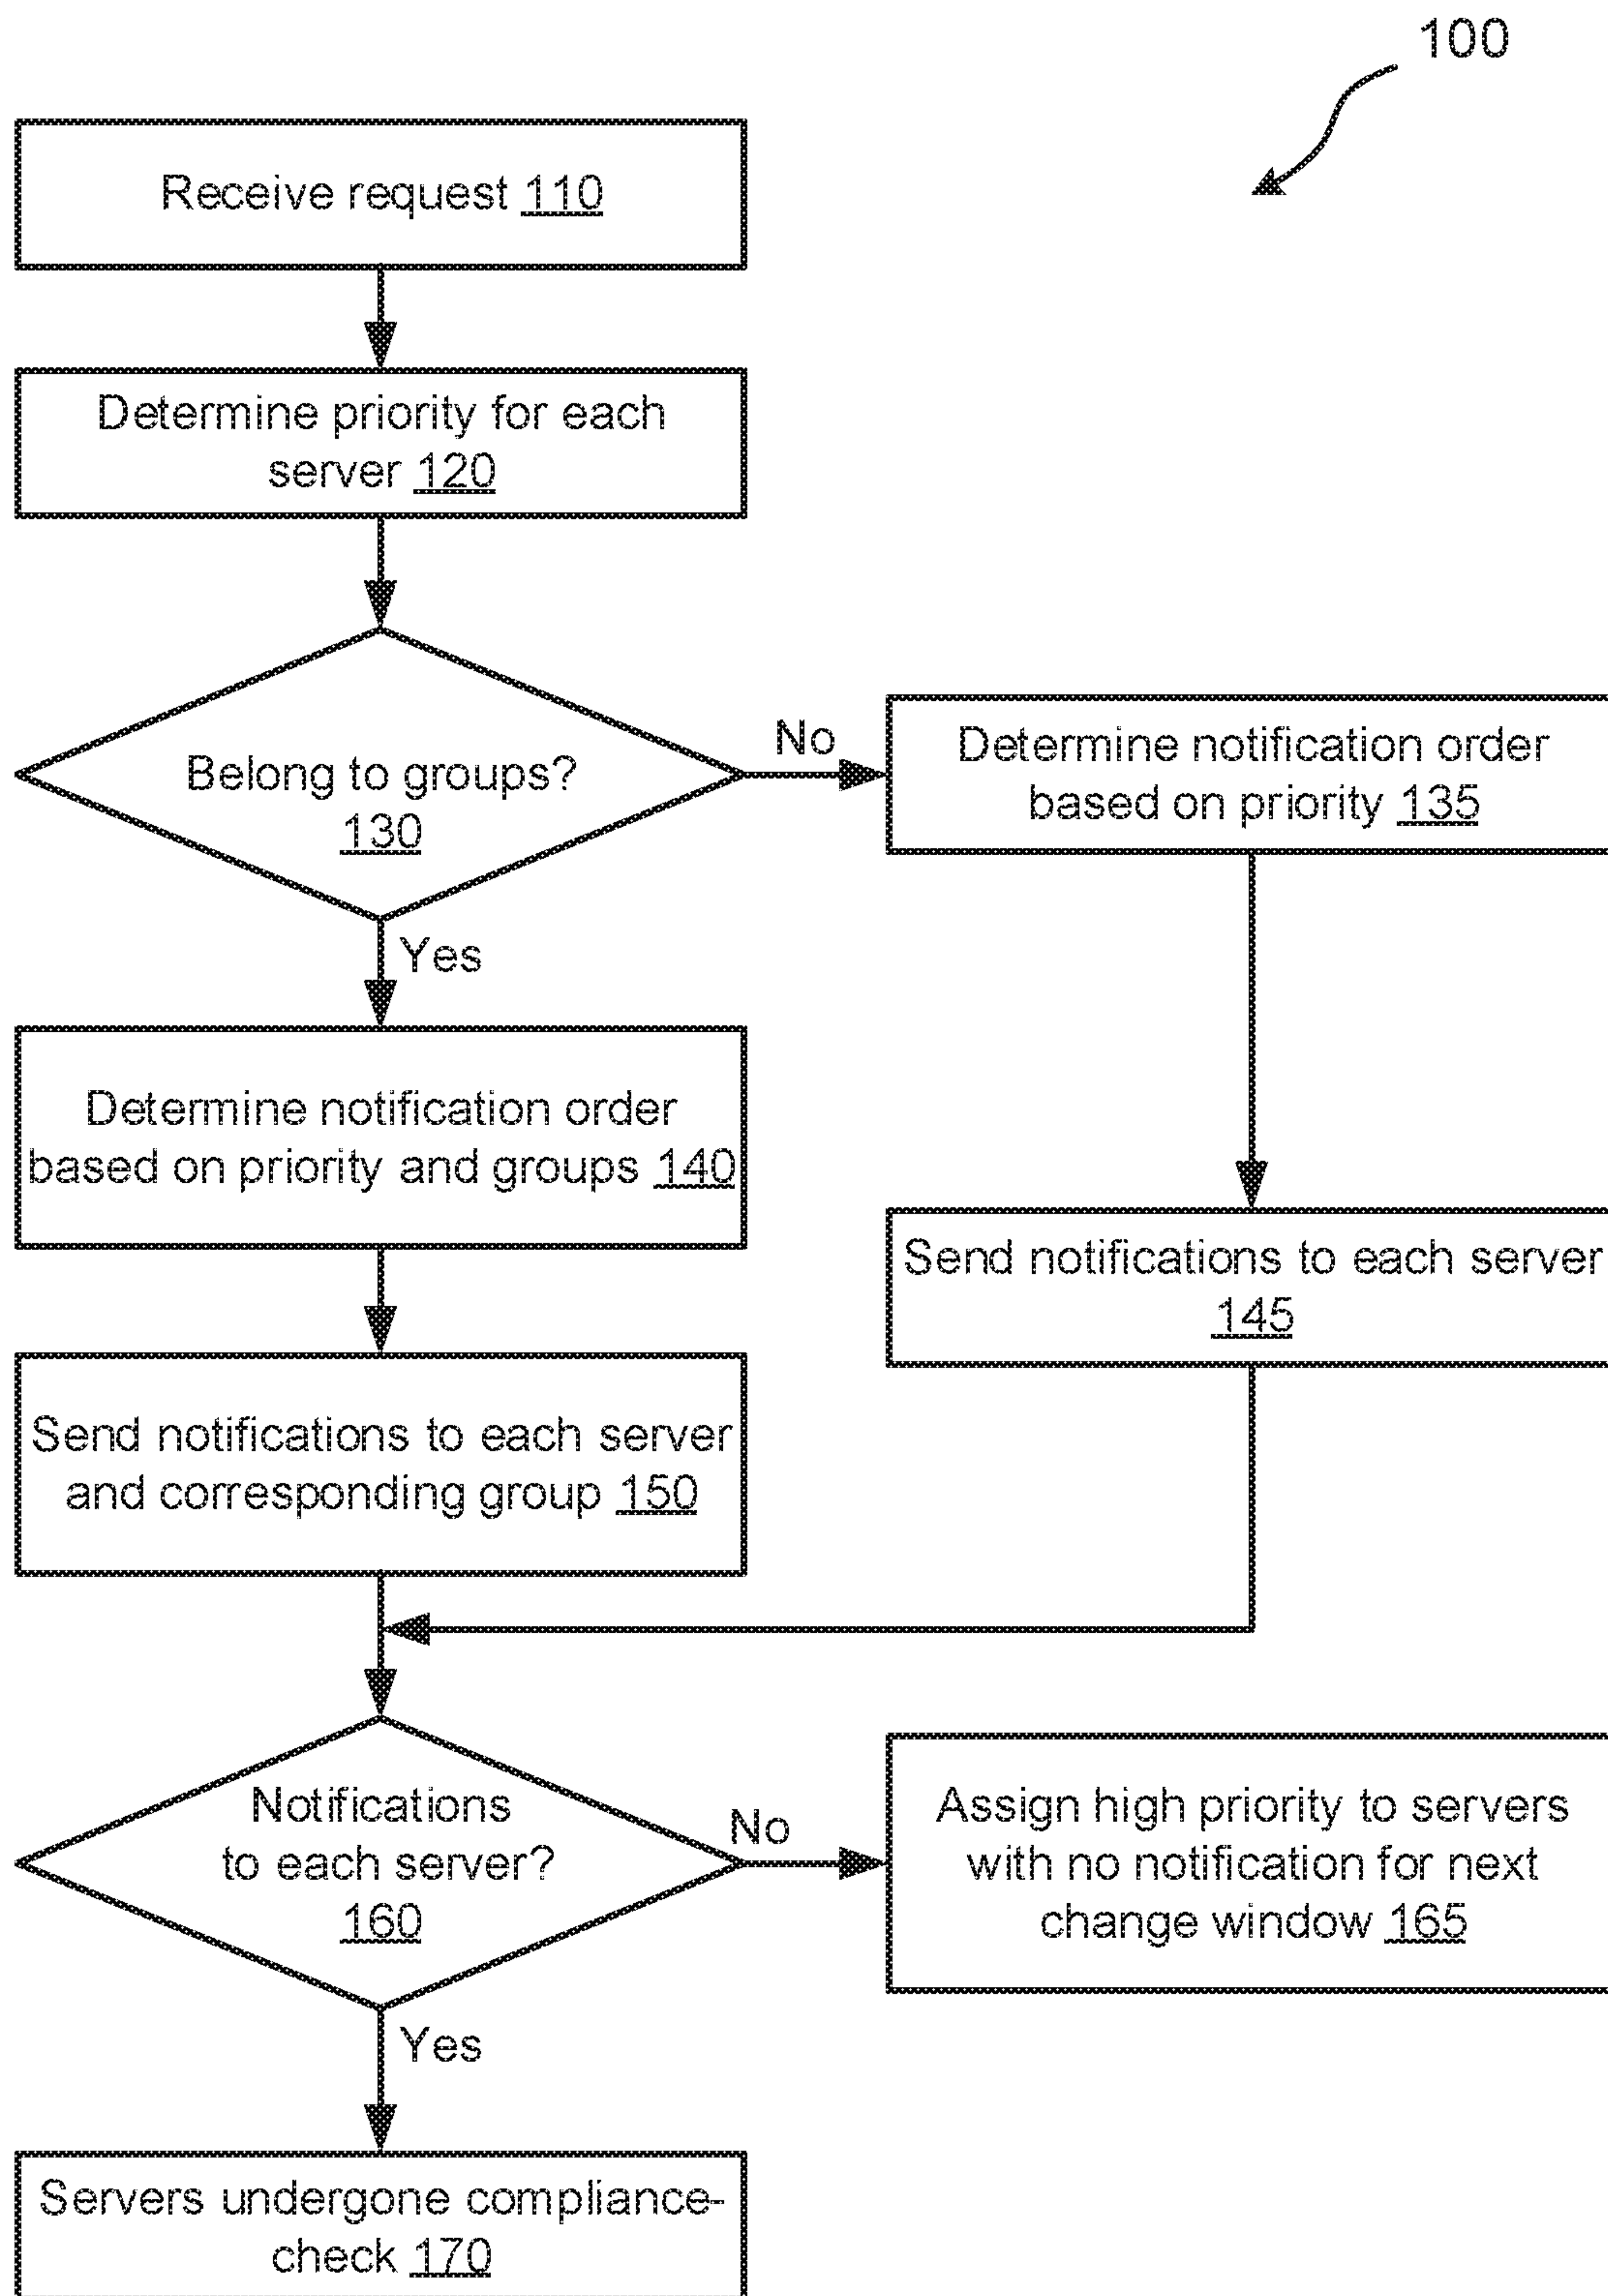 100
Receive request 110
Determine priority for each
server 120
Belong to groups?
130
No
Determine notification order
based on priority 135
Yes
Determine notification order
based on priority and groups 140
Send notifications to each server
145
Send notifications to each server
and corresponding group 150
Notifications
to each server?
160
No
Assign high priority to servers
with no notification for next
change window 165
Yes
Servers undergone compliance-
check 170